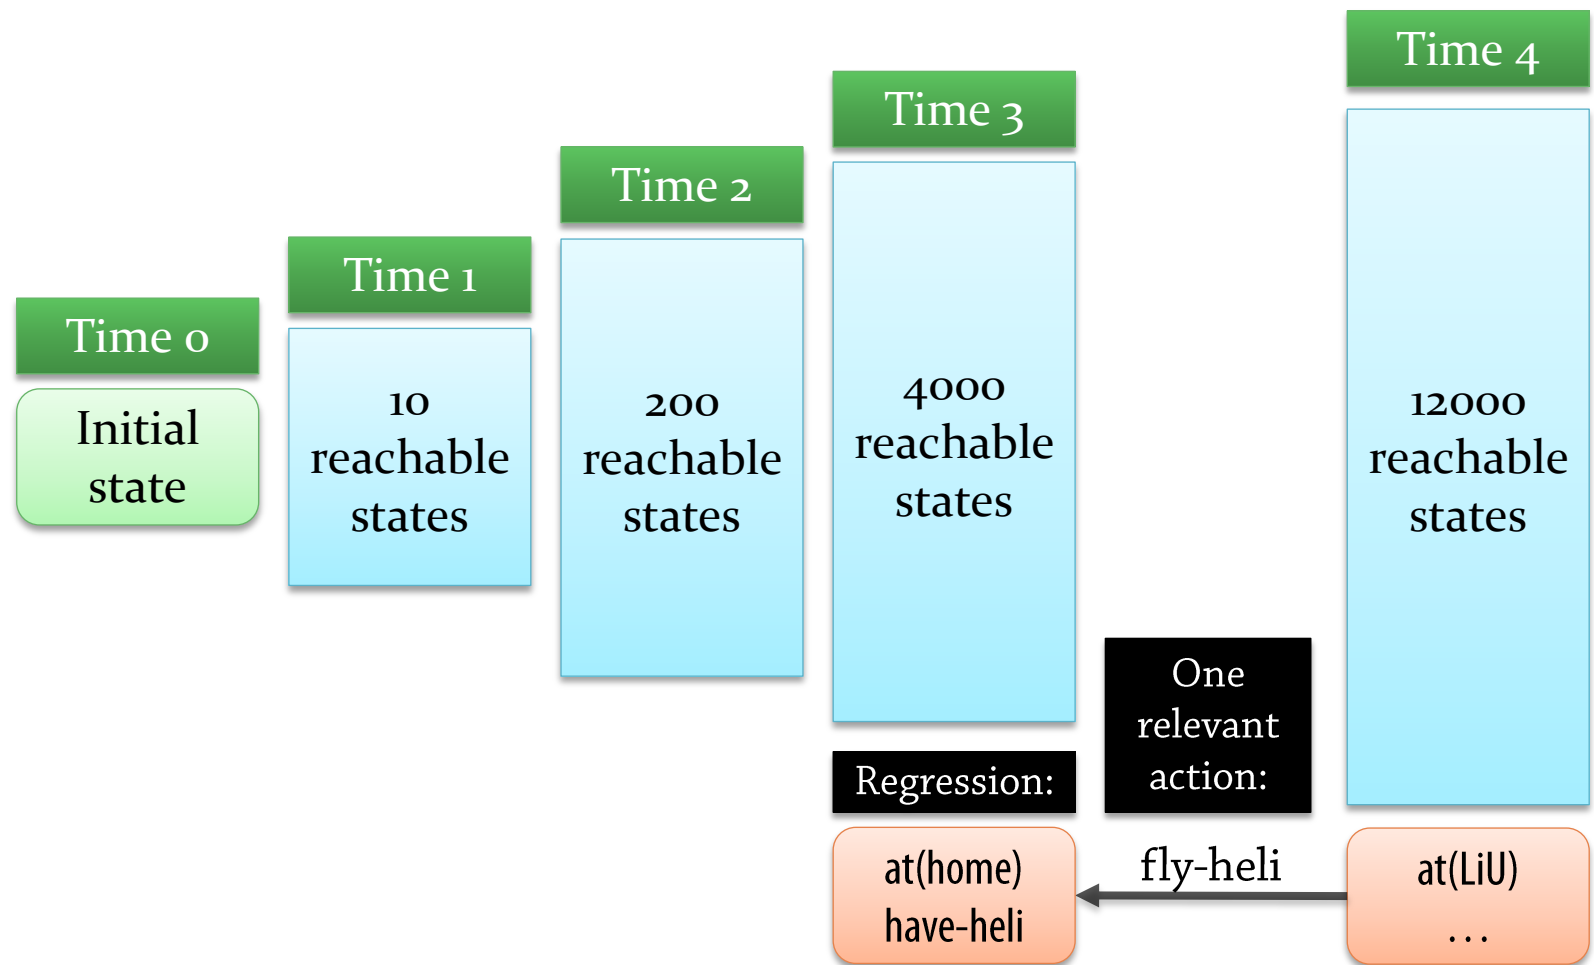 Time 0
Initial
state
Time 1
10
reachable
states
Time 2
200
reachable
states
Time 3
4000
reachable
states
Time 4
12000
reachable
states
One
relevant
action:
Regression:
at(home)
have-heli
fly-heli
at(LiU)
...